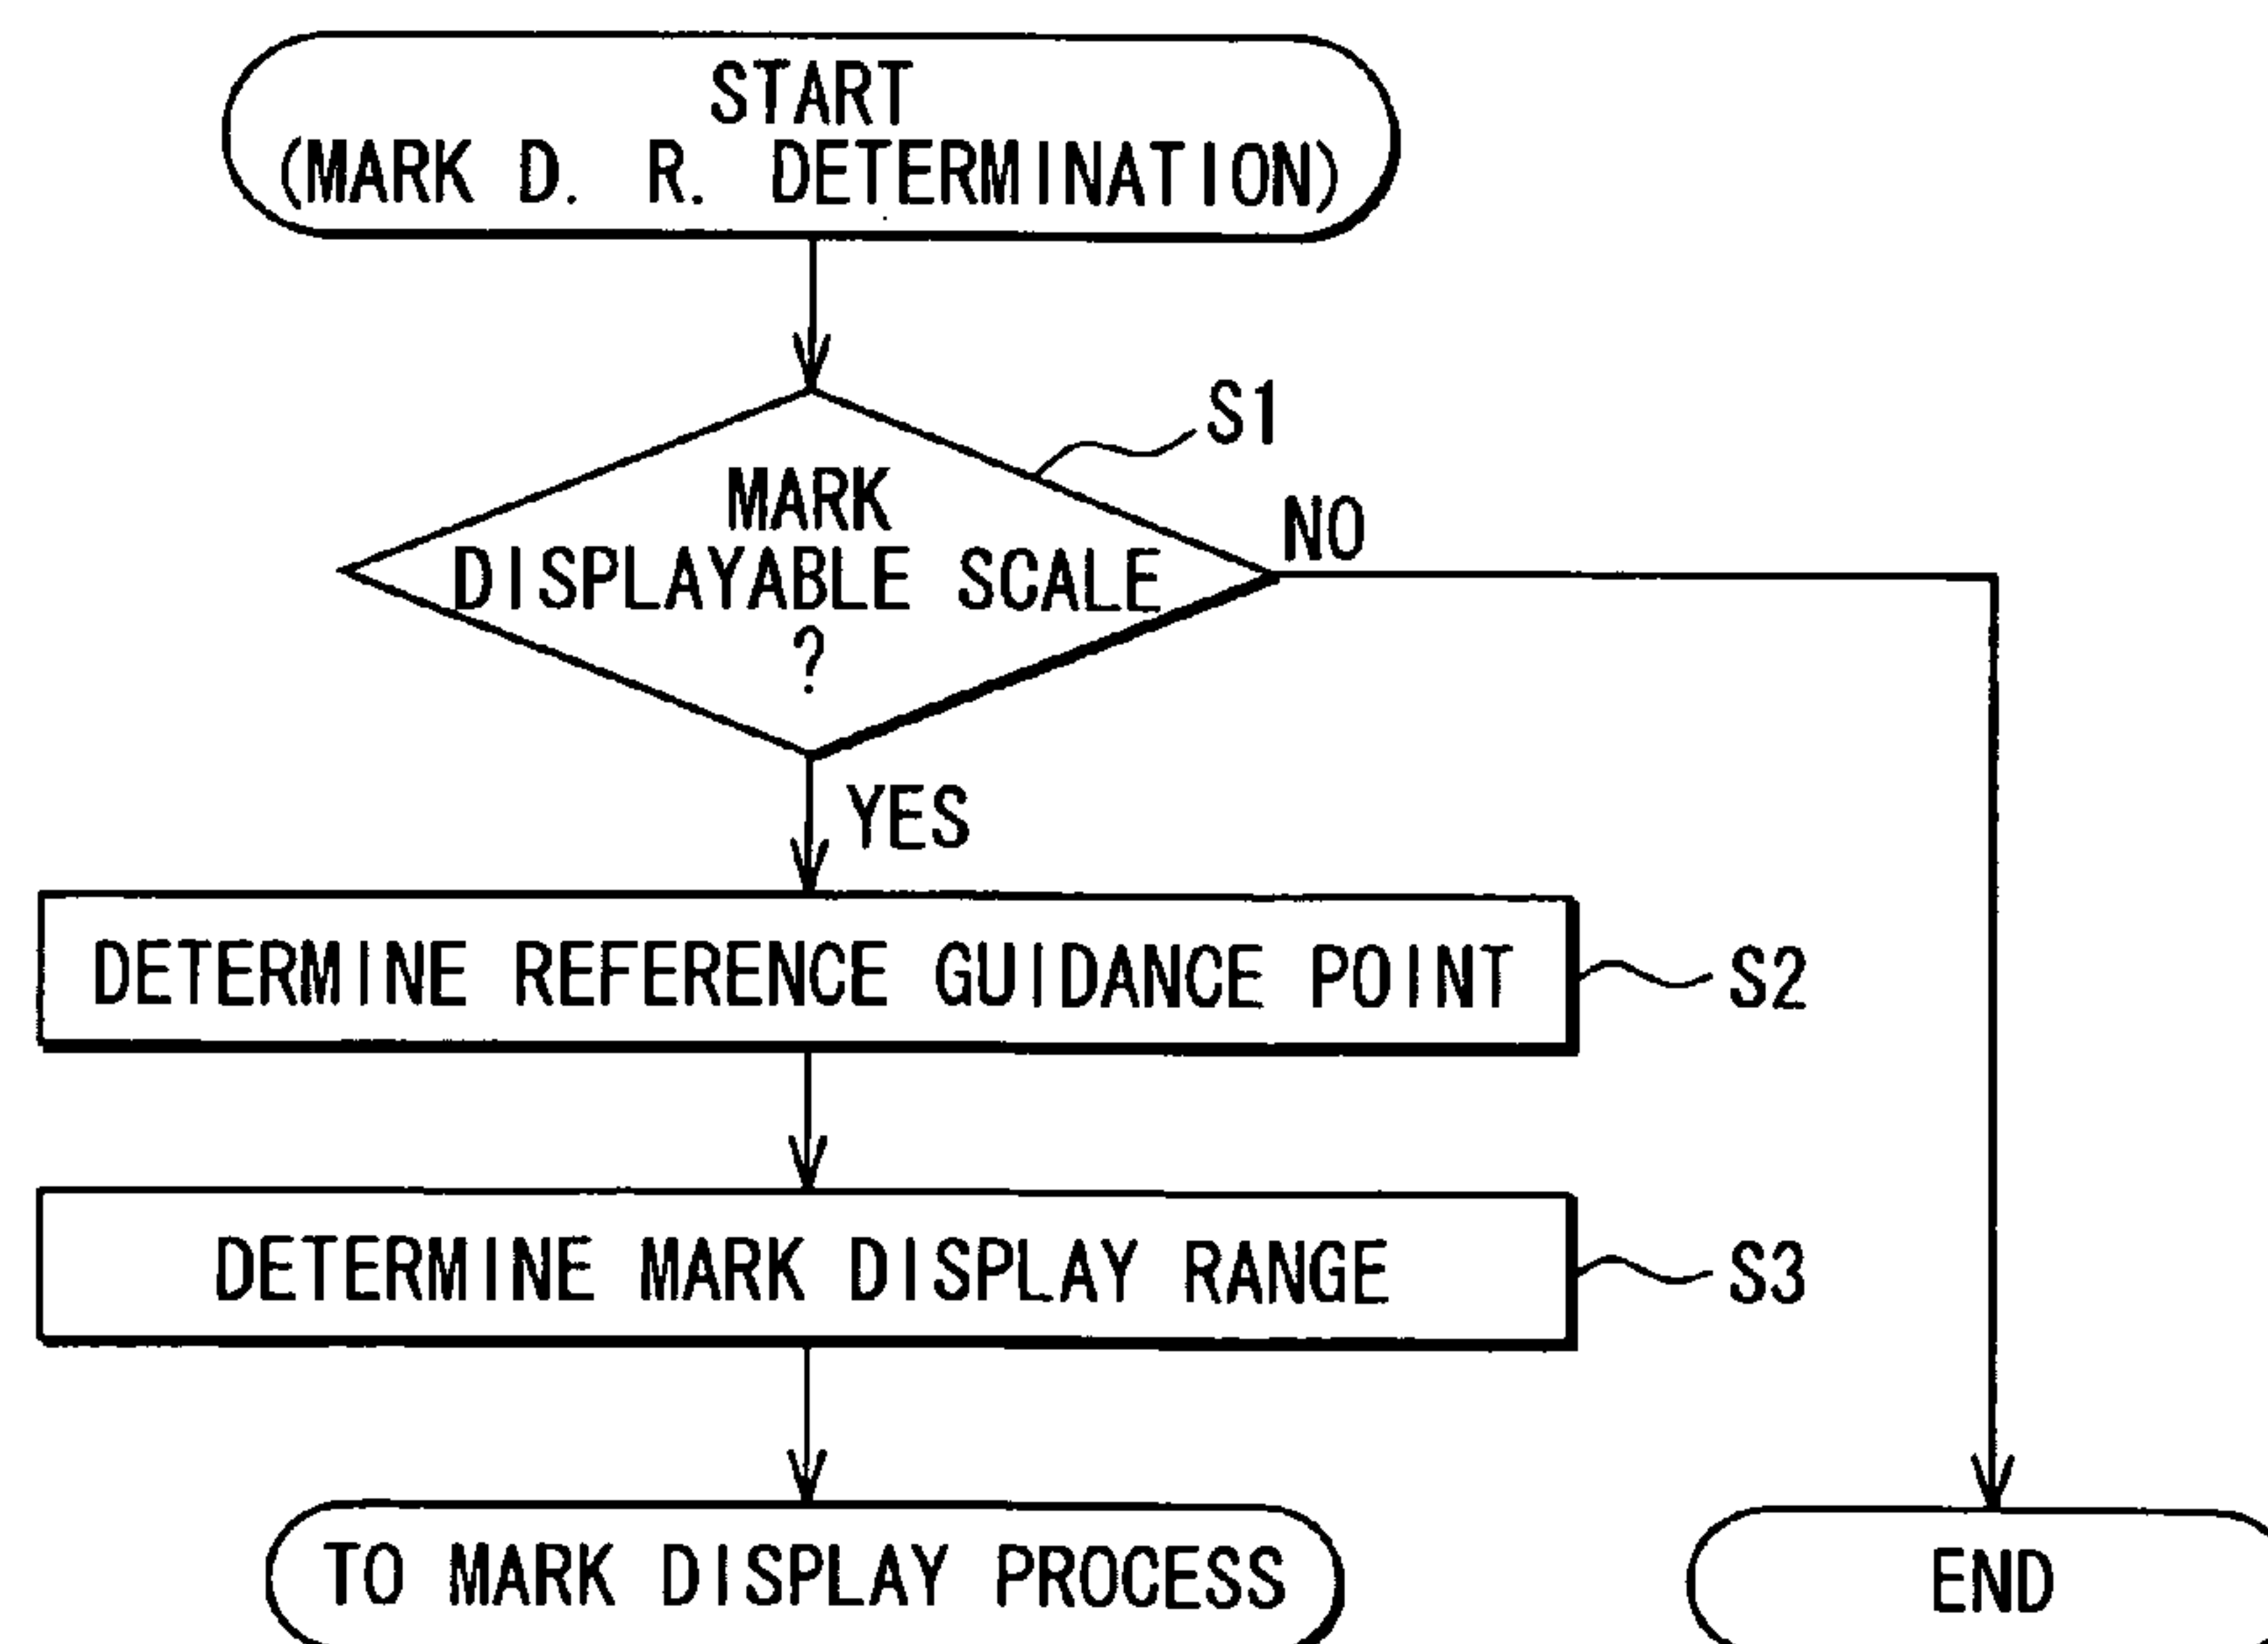 START
(MARK D. R. DETERMINATION)
S1
MARK
DISPLAYABLE SCALE
?
NO
YES
DETERMINE REFERENCE GUIDANCE POINT
S2
DETERMINE MARK DISPLAY RANGE
S3
TO MARK DISPLAY PROCESS
END